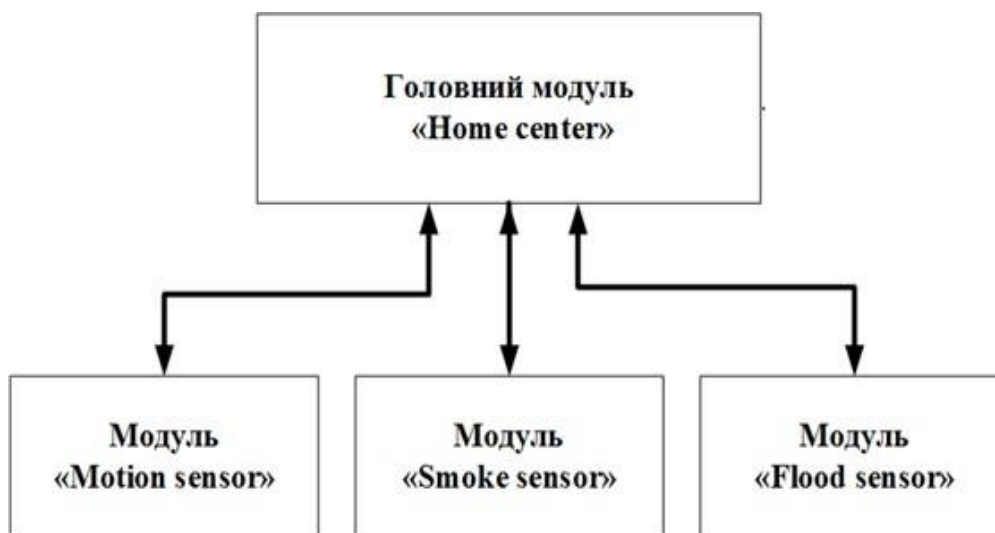 Головний модуль
«Home center»
Модуль
«Motion sensor»
Модуль
«Smoke sensor»
Модуль
«Flood sensor»